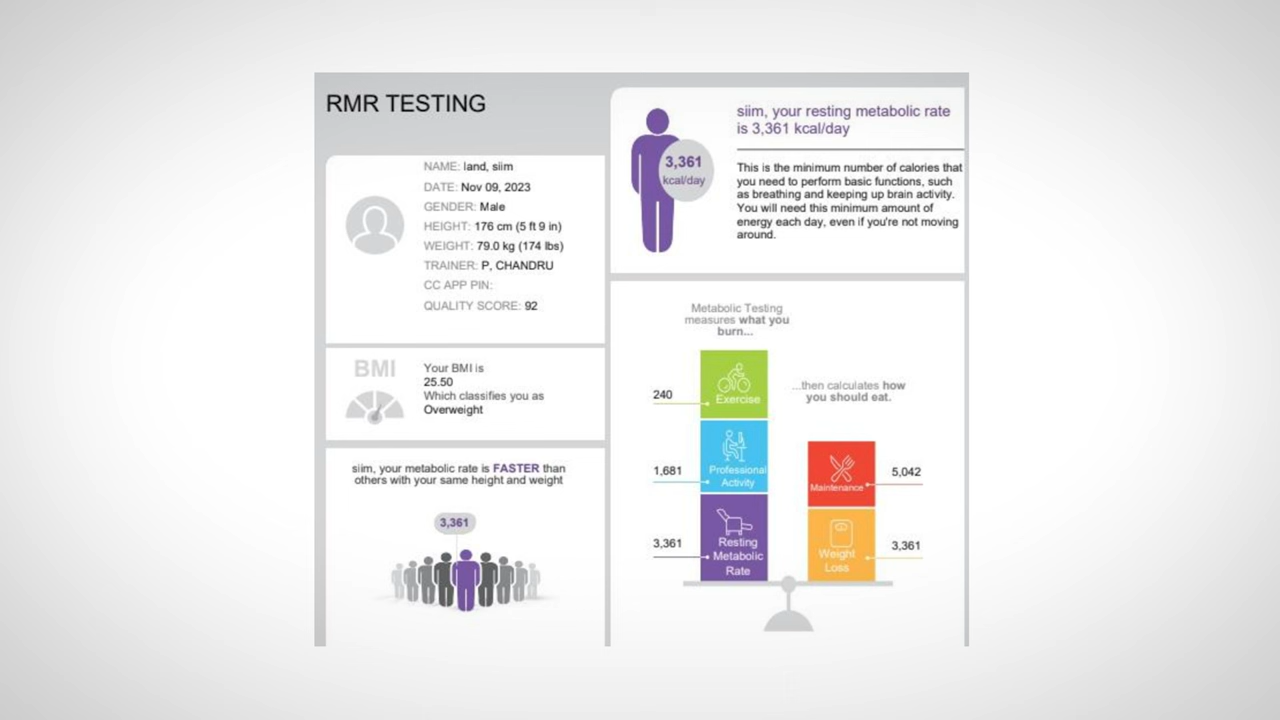 RMR TESTING
NAME: land, siim
DATE: Nov 09, 2023
GENDER: Male
HEIGHT: 176 cm (5 ft 9 in)
WEIGHT: 79.0 kg (174 lbs)
TRAINER: P, CHANDRU
CC APP PIN:
QUALITY SCORE: 92
BMI
Your BMI is
25.50
Which classifies you as
Overweight
siim, your metabolic rate is FASTER than
others with your same height and weight
3,361
siim, your resting metabolic rate
is 3,361 kcal/day
3,361
kcal/day
This is the minimum number of calories that
you need to perform basic functions, such
as breathing and keeping up brain activity.
You will need this minimum amount of
energy each day, even if you're not moving
around.
Metabolic Testing
measures what you
burn...
240
Exercise
1,681
Professional
Activity
3,361
Resting
Metabolic
Rate
...then calculates how
you should eat.
Maintenance
5,042
Weight
Loss
3,361